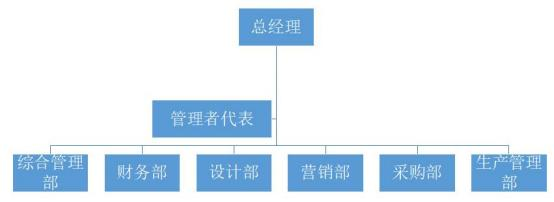 总经理
管理者代表
综合管理
部
财务部
设计部
营销部
采购部
生产管理
部